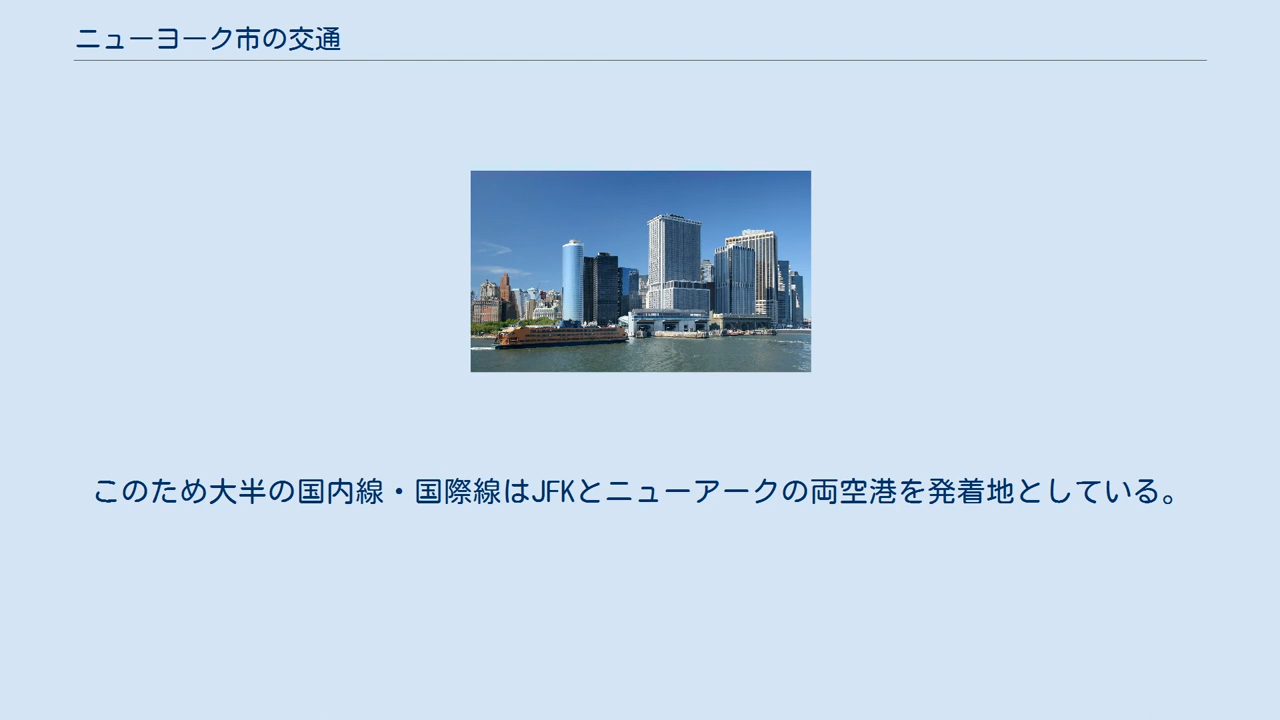 ニューヨーク市の交通
このため大半の国内線・国際線はJFKとニューアークの両空港を発着地としている。